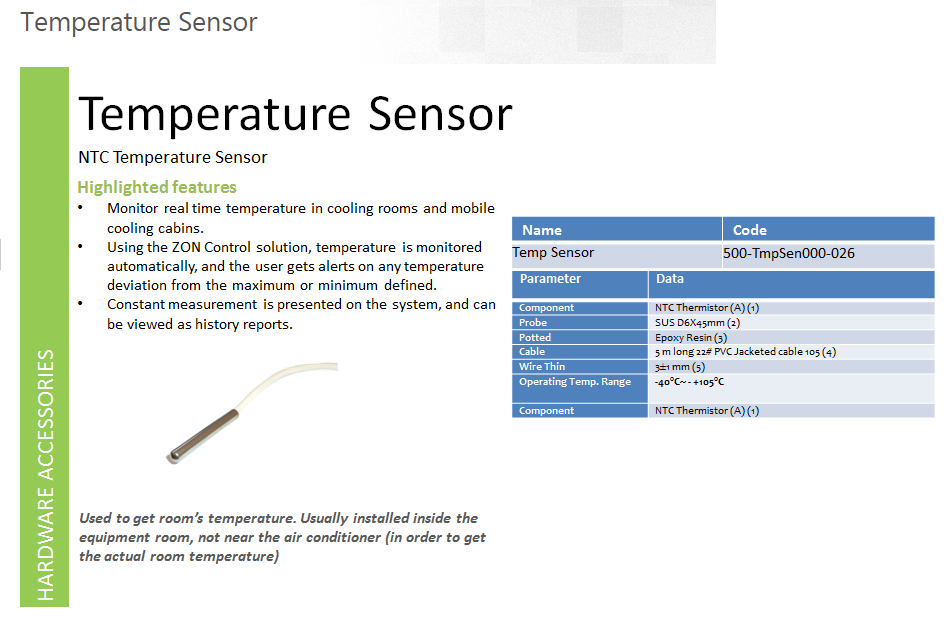 Temperature Sensor
HARDWARE ACCESSORIES
Temperature Sensor
NTC Temperature Sensor
Highlighted features
• Monitor real time temperature in cooling rooms and mobile
cooling cabins.
• Using the ZON Control solution, temperature is monitored
automatically, and the user gets alerts on any temperature
deviation from the maximum or minimum defined.
• Constant measurement is presented on the system, and can
be viewed as history reports.
Used to get room's temperature. Usually installed inside the
equipment room, not near the air conditioner (in order to get
the actual room temperature)
Name Code
Temp Sensor 500-TmpSen000-026
Parameter Data
Component NTC Thermistor (A) (1)
Probe SUS D6X45mm (2)
Potted Epoxy Resin (3)
Cable 5 m long 22# PVC Jacketed cable 105 (4)
Wire Thin 3±1 mm (5)
Operating Temp. Range -40°C~- +105°C
Component NTC Thermistor (A) (1)